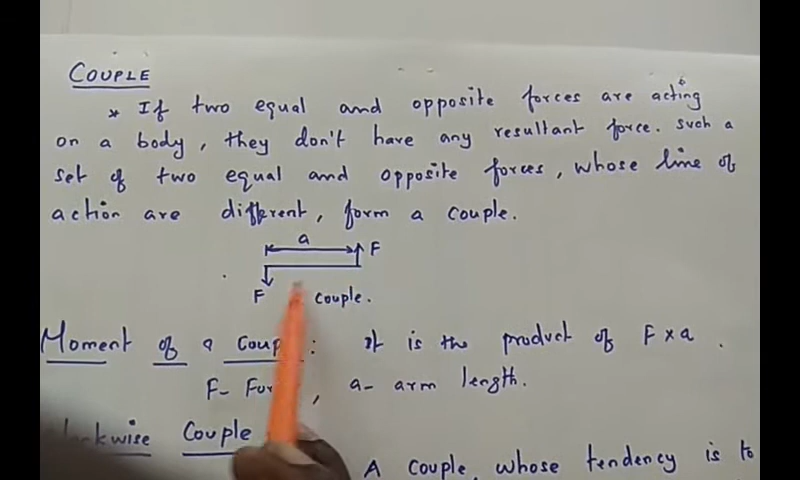 COUPLE
* If two equal and opposite forces are acting
on a body, they don't have any resultant force. such a
set of two equal and opposite forces, whose line of
action are different, form a couple.
a
F
F couple.
Moment of a Coup : it is the product of F x a .
F- For , a- arm length.
lockwise Couple
A couple, whose tendency is to